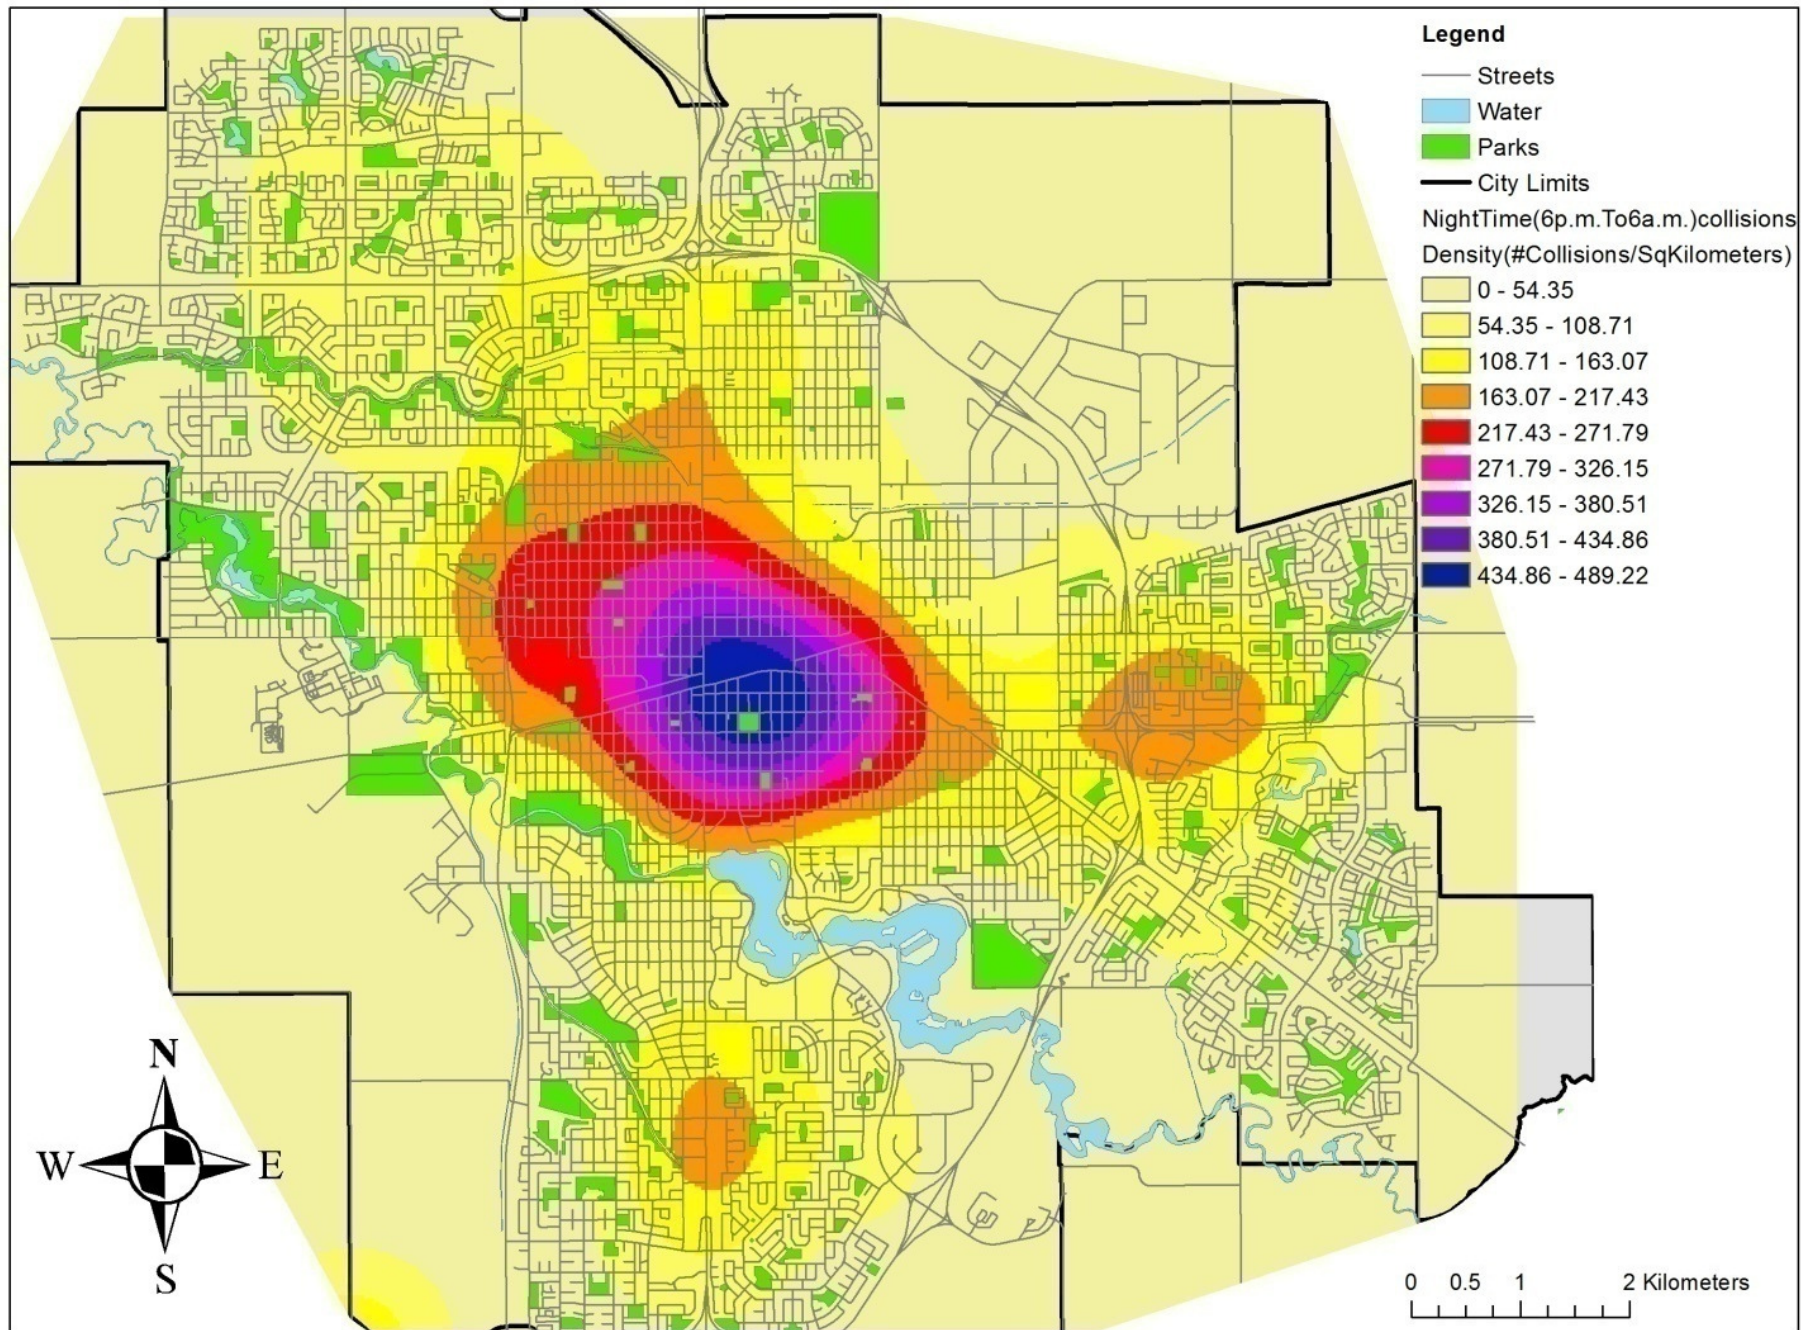 Legend
Streets
Water
Parks
City Limits
NightTime(6p.m.To6a.m.)collisions
Density(#Collisions/SqKilometers)
0 - 54.35
54.35 - 108.71
108.71 - 163.07
163.07 - 217.43
217.43 - 271.79
271.79 - 326.15
326.15 - 380.51
380.51 - 434.86
434.86 - 489.22
N
W E
S
0 0.5 1 2 Kilometers